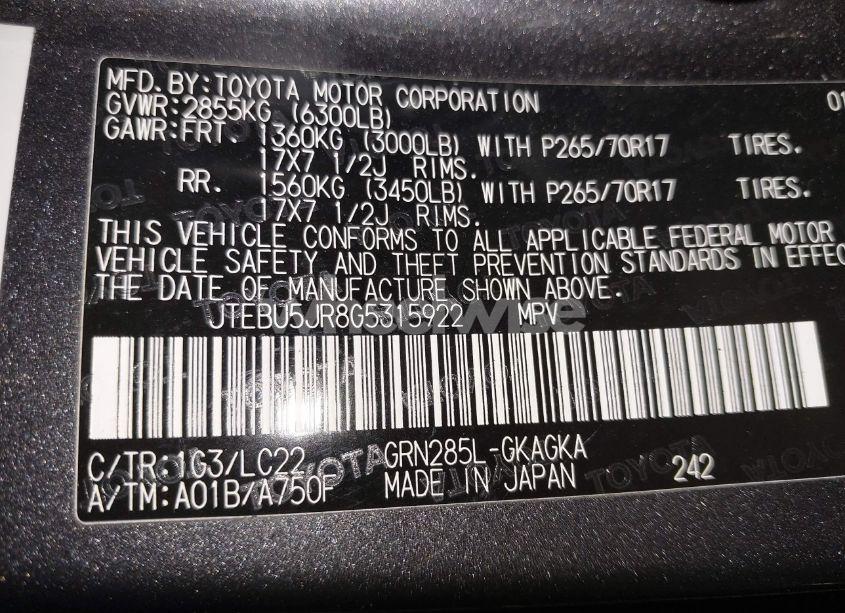 MFD.BY:TOYOTA MOTOR CORPORATION 01
GVWR:2855KG (6300LB)
GAWR:FRT. 1360KG (3000LB) WITH P265/70R17 TIRES.
17X7 1/2J RIMS.
RR. 1560KG (3450LB) WITH P265/70R17 TIRES.
17X7 1/2J RIMS.
THIS VEHICLE CONFORMS TO ALL APPLICABLE FEDERAL MOTOR
VEHICLE SAFETY AND THEFT PREVENTION STANDARDS IN EFFEC
THE DATE OF MANUFACTURE SHOWN ABOVE.
JTEBU5JR8G5315922 MPV
C/TR:1G3/LC22 GRN285L-GKAGKA
A/TM:A01B/A750F MADE IN JAPAN 242